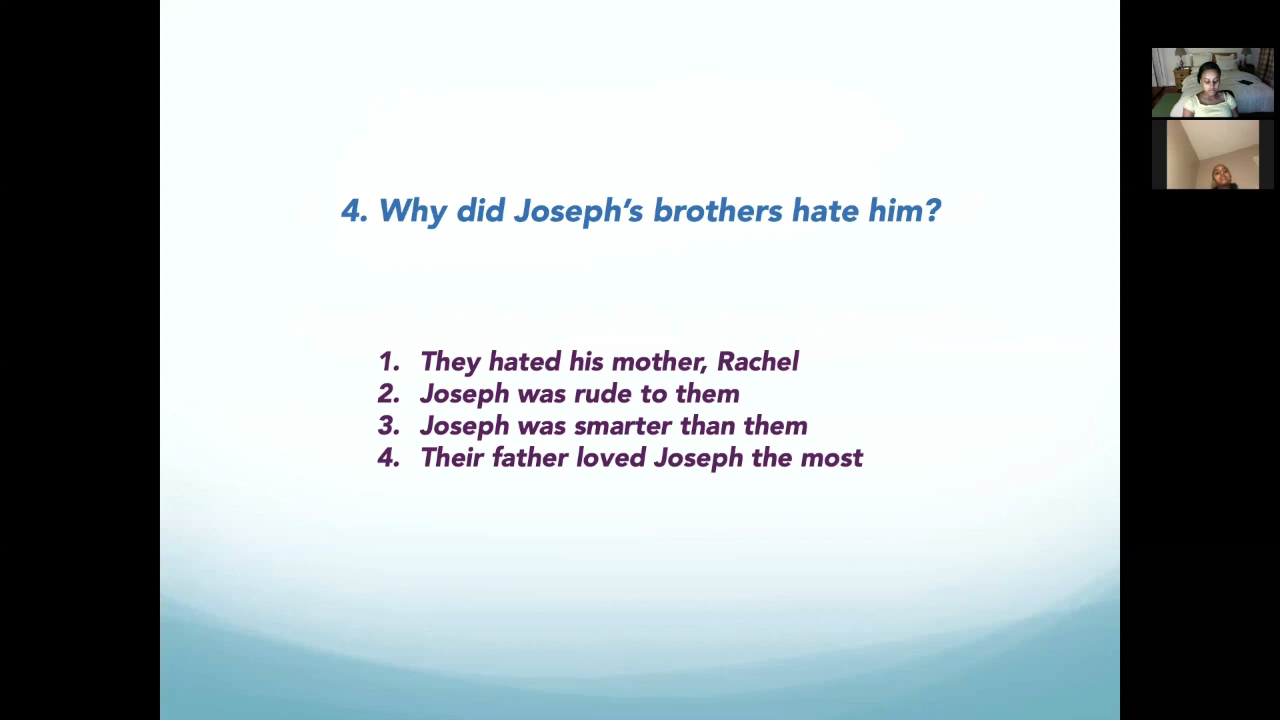 4. Why did Joseph’s brothers hate him?
1. They hated his mother, Rachel
2. Joseph was rude to them
3. Joseph was smarter than them
4. Their father loved Joseph the most